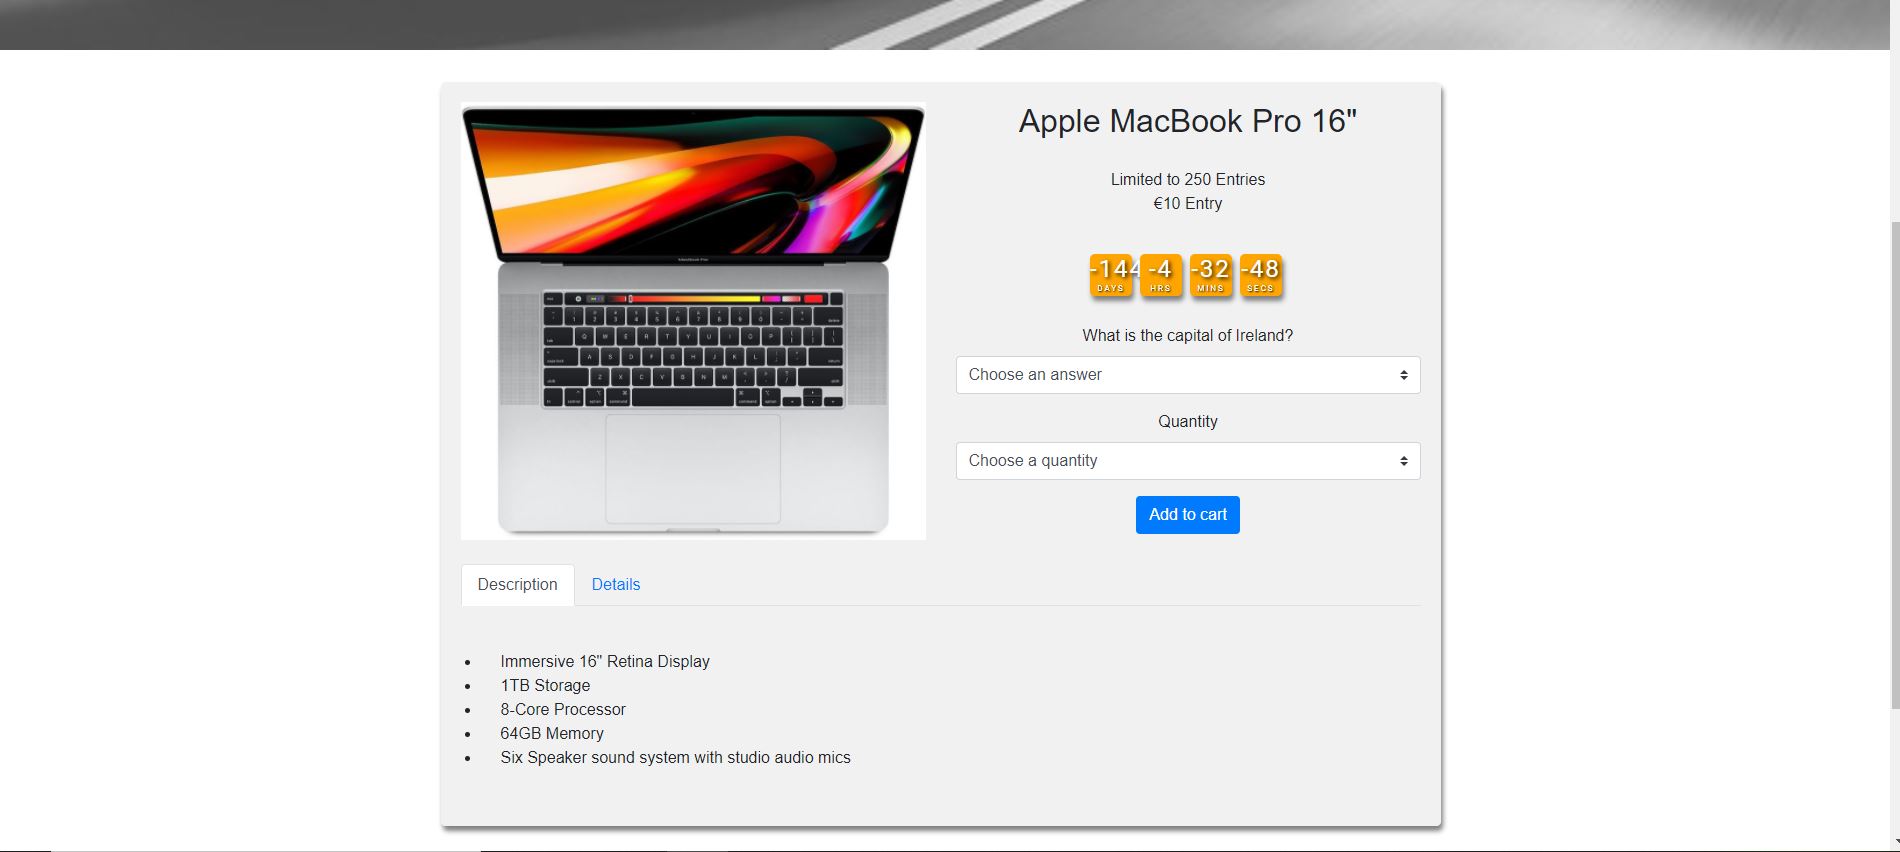 Apple MacBook Pro 16"
Limited to 250 Entries
€10 Entry
-144 -4 -32 -48
DAYS HRS MINS SECS
What is the capital of Ireland?
Choose an answer
Quantity
Choose a quantity
Add to cart
Description Details
Immersive 16" Retina Display
1TB Storage
8-Core Processor
64GB Memory
Six Speaker sound system with studio audio mics